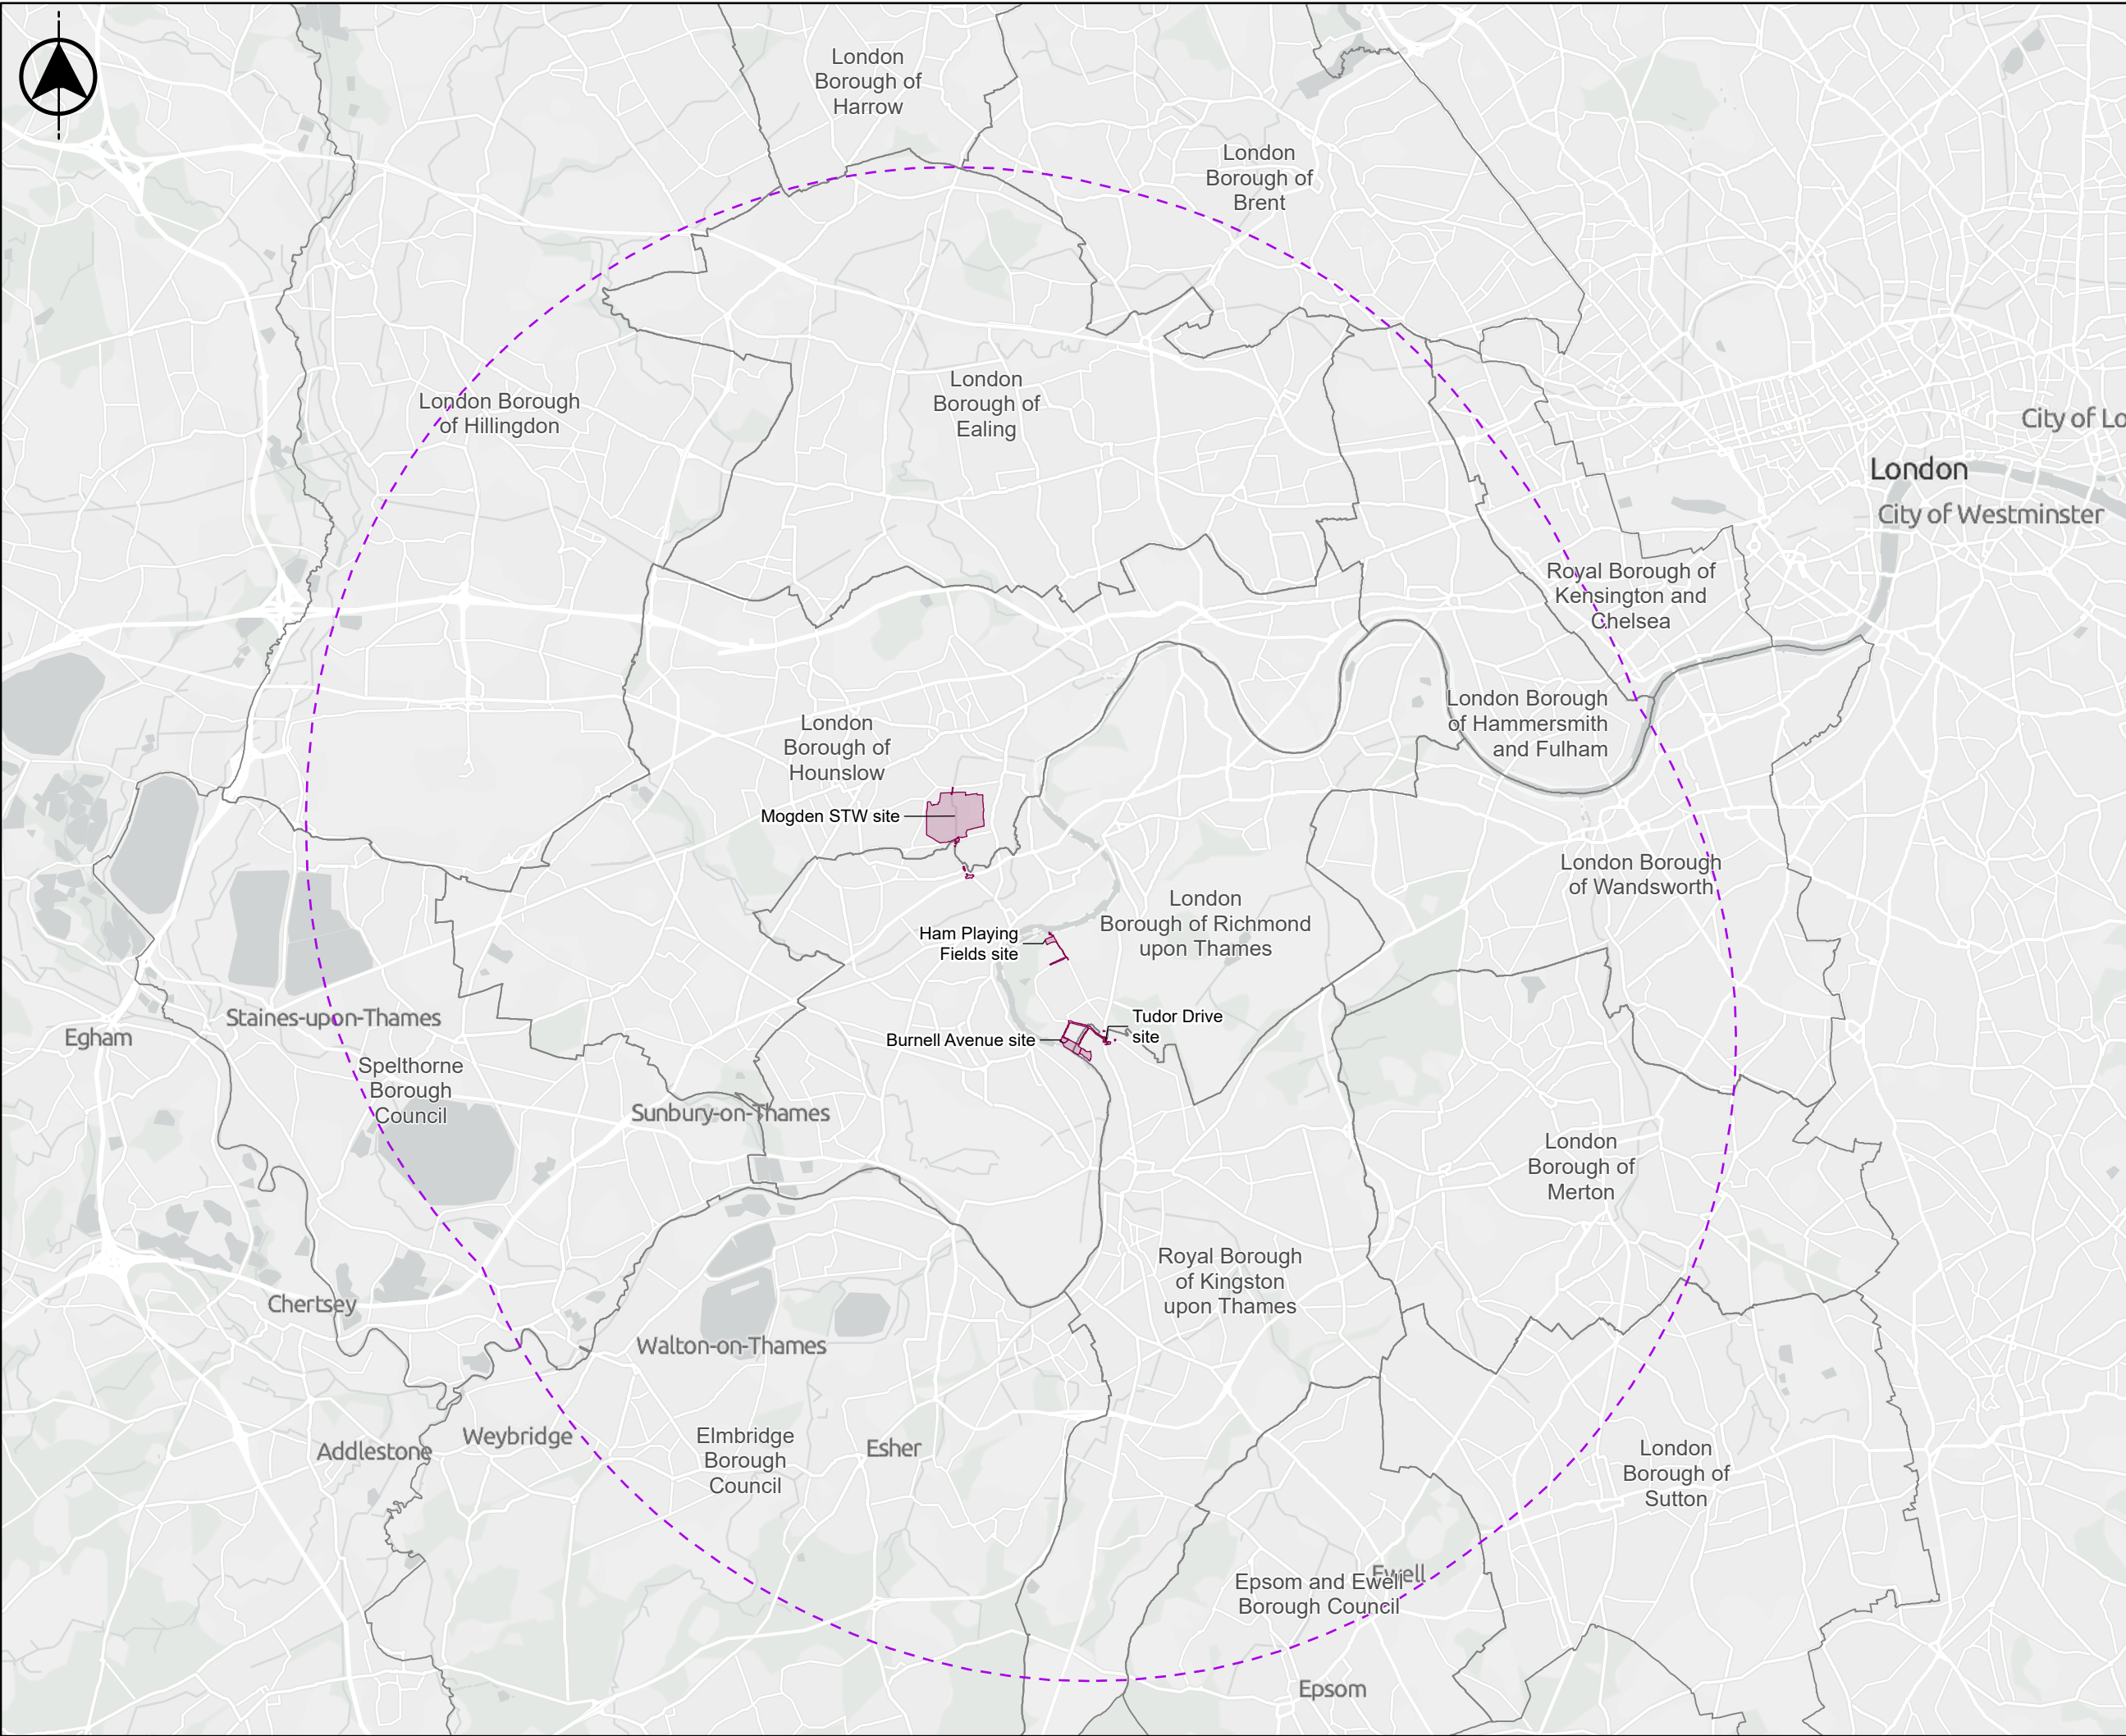 London
Borough of
Harrow
London
Borough of
Brent
London Borough
of Hillingdon
London
Borough of
Ealing
City of Lo
London
City of Westminster
Royal Borough of
Kensington and
Chelsea
London Borough
of Hammersmith
and Fulham
London
Borough of
Hounslow
Mogden STW site
London Borough
of Wandsworth
London
Borough of Richmond
upon Thames
Ham Playing
Fields site
Staines-upon-Thames
Egham
Tudor Drive
site
Burnell Avenue site
Spelthorne
Borough
Council
Sunbury-on-Thames
London
Borough of
Merton
Royal Borough
of Kingston
upon Thames
Chertsey
Walton-on-Thames
Weybridge
Addlestone
Elmbridge
Borough
Council
Esher
London
Borough of
Sutton
Ewell
Epsom and Ewell
Borough Council
Epsom